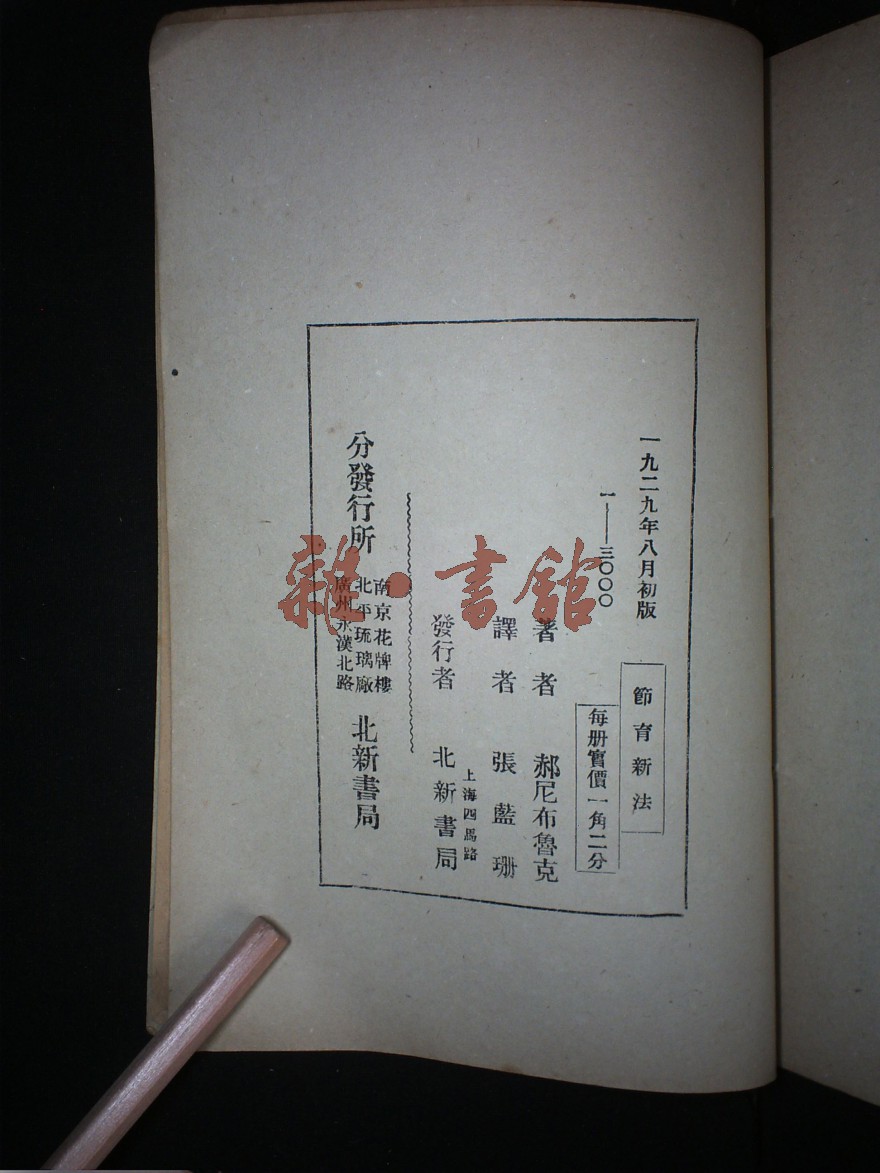 一九二九年八月初版
一——三〇〇〇
節育新法
每册實價一角二分
著者 郝尼布魯克
譯者 張藍珊
上海四馬路
發行者 北新書局
分發行所
南京花牌樓
北平琉璃廠
廣州永漢北路
北新書局
雜·書館